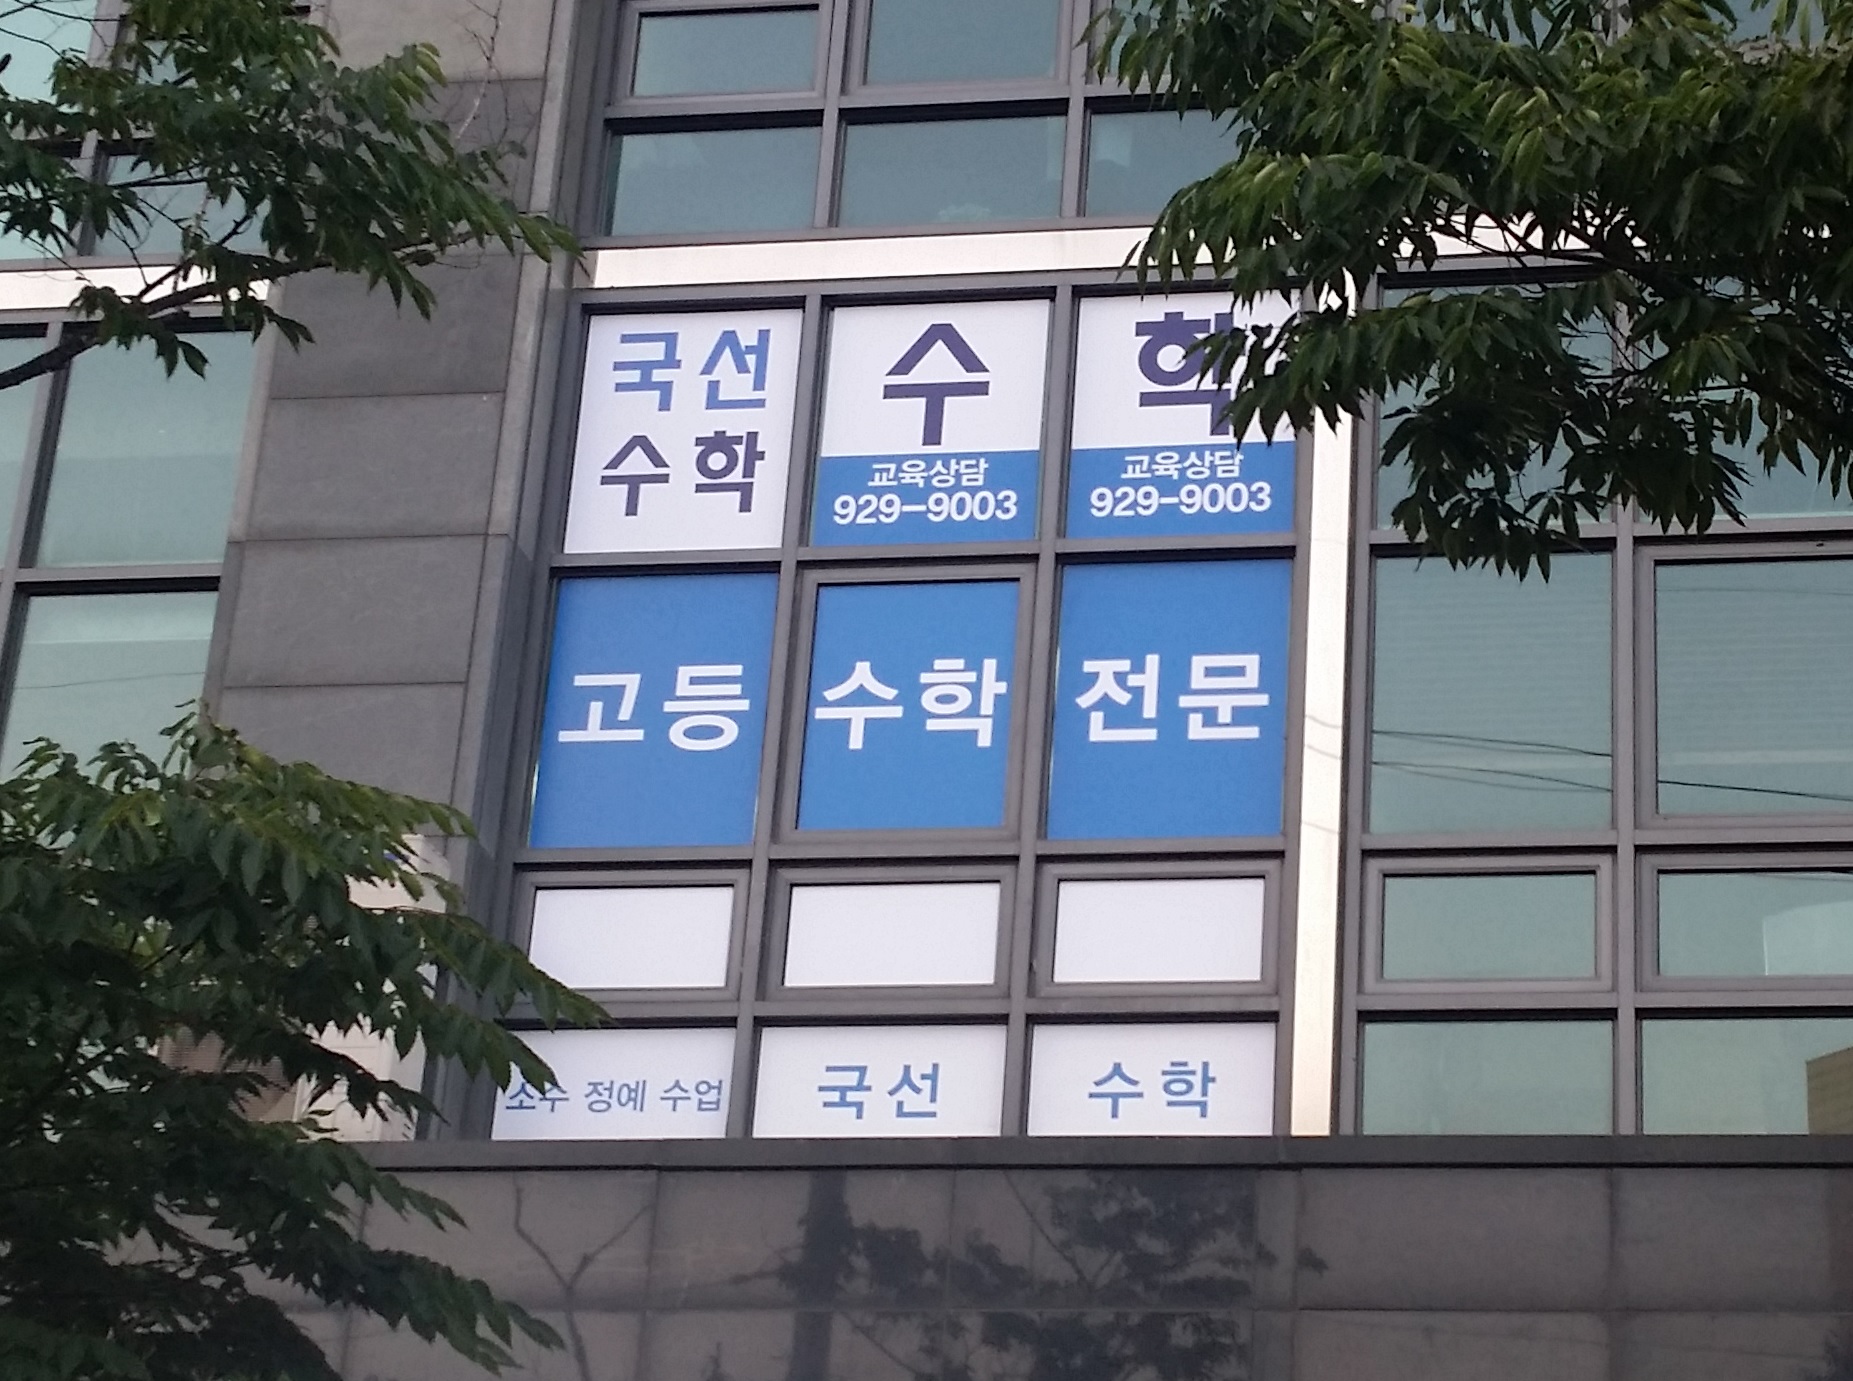 국선
수학
수 학
교육상담 교육상담
929-9003 929-9003
고등 수학 전문
소수 정예 수업 국선 수학